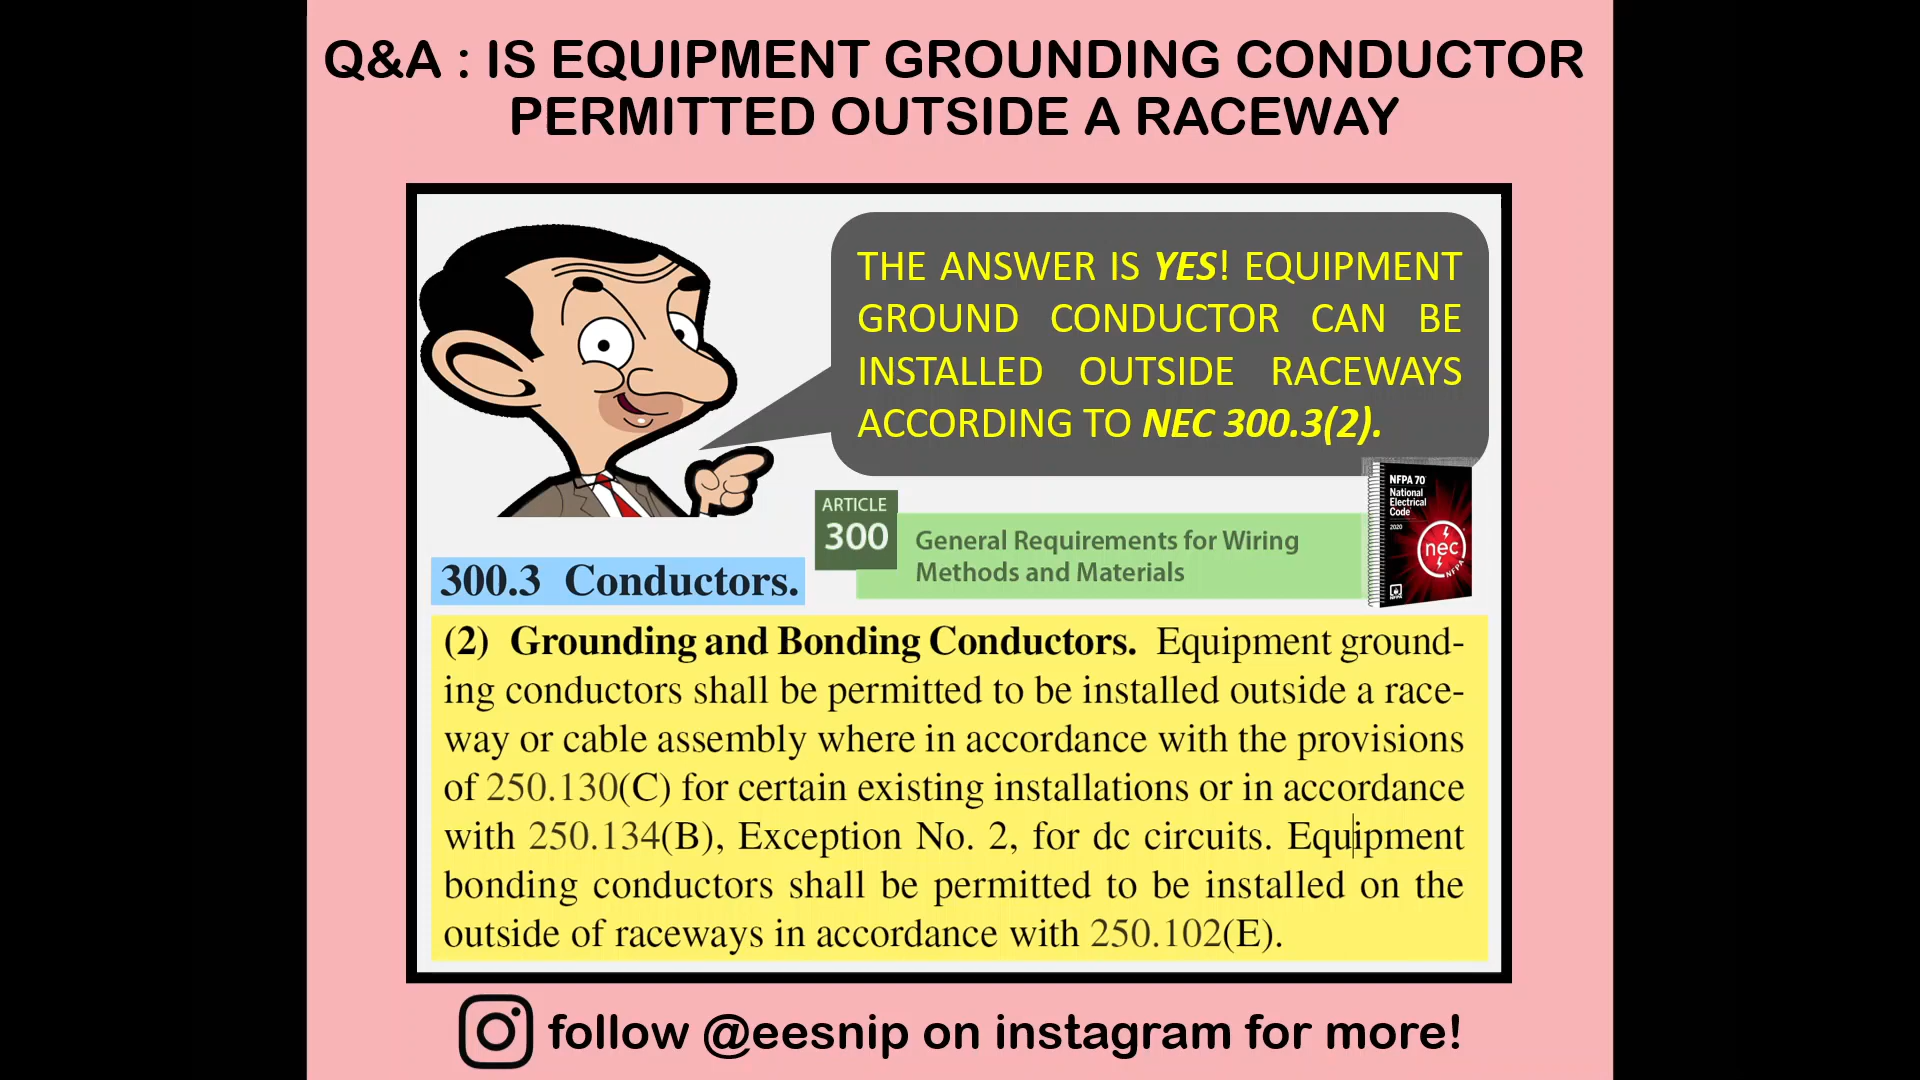 Q&A : IS EQUIPMENT GROUNDING CONDUCTOR
PERMITTED OUTSIDE A RACEWAY
THE ANSWER IS YES! EQUIPMENT
GROUND CONDUCTOR CAN BE
INSTALLED OUTSIDE RACEWAYS
ACCORDING TO NEC 300.3(2).
NFPA 70
National
Electrical
Code
2020
nec
NFPA
ARTICLE
300
General Requirements for Wiring
Methods and Materials
300.3 Conductors.
(2) Grounding and Bonding Conductors. Equipment ground-
ing conductors shall be permitted to be installed outside a race-
way or cable assembly where in accordance with the provisions
of 250.130(C) for certain existing installations or in accordance
with 250.134(B), Exception No. 2, for dc circuits. Equipment
bonding conductors shall be permitted to be installed on the
outside of raceways in accordance with 250.102(E).
follow @eesnip on instagram for more!